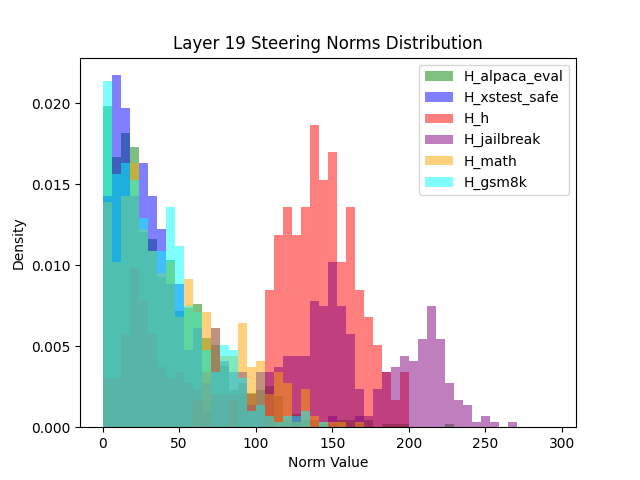 Layer 19 Steering Norms Distribution
H_alpaca_eval
H_xstest_safe
H_h
H_jailbreak
H_math
H_gsm8k
Density
0.020
0.015
0.010
0.005
0.000
0
50
100
150
200
250
300
Norm Value